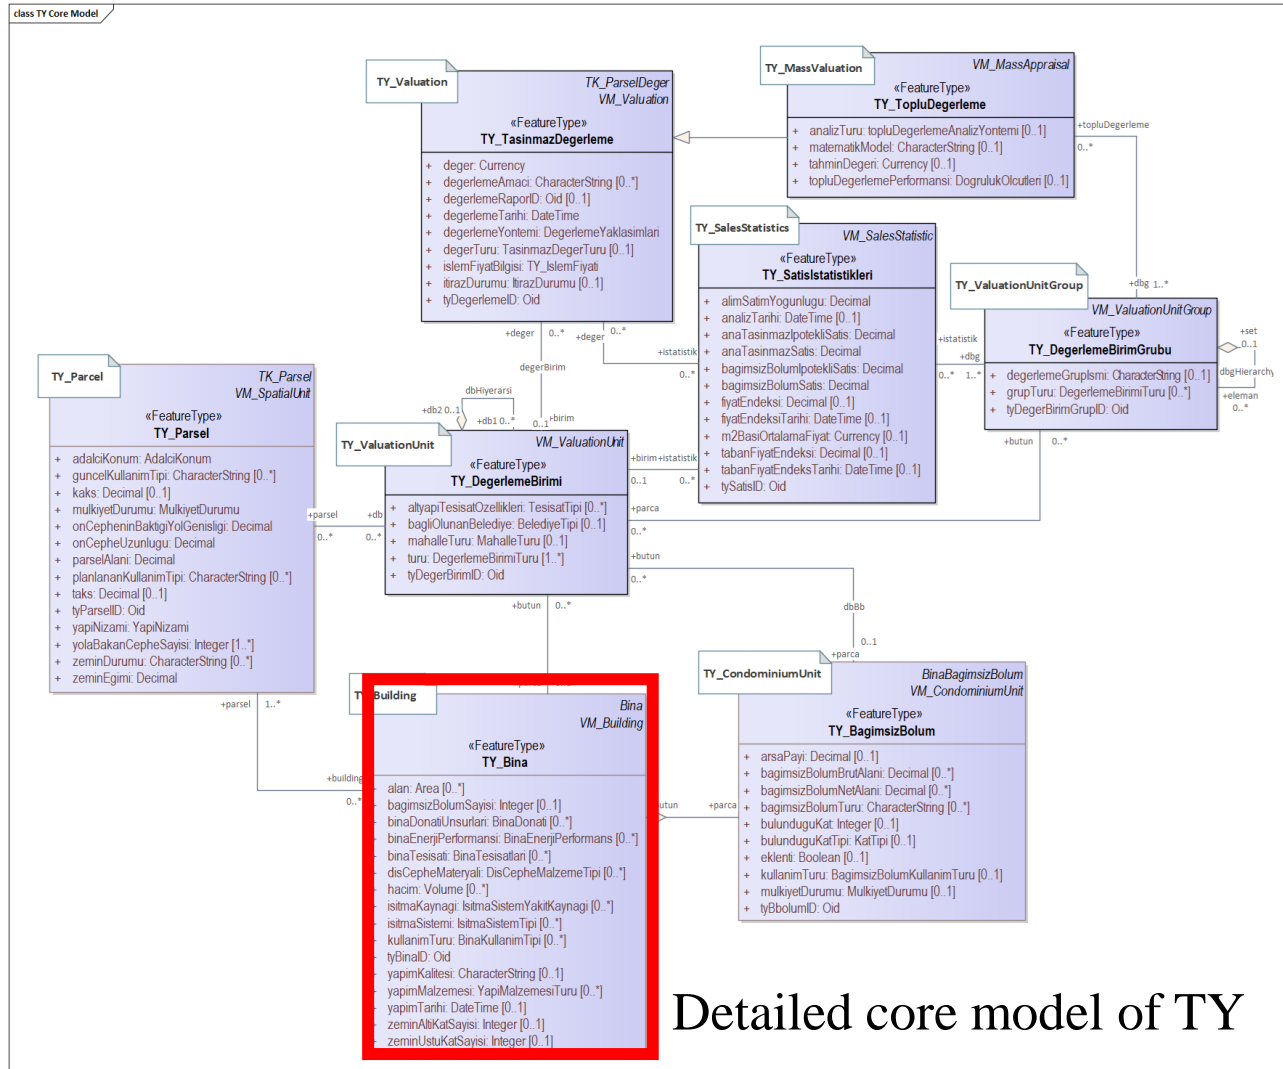 class TY Core Model
TY_Valuation
TK_ParselDeger
VM_Valuation
«FeatureType»
TY_TasinmazDegerleme
+ deger: Currency
+ degerlemeAmaci: CharacterString [0..*]
+ degerlemeRaporID: Oid [0..1]
+ degerlemeTarihi: DateTime
+ degerlemeYontemi: DegerlemeYaklasimlari
+ degerTuru: TasinmazDegerTuru [0..1]
+ islemFiyatBilgisi: TY_IslemFiyati
+ itirazDurumu: ItirazDurumu [0..1]
+ tyDegerlemeID: Oid
TY_MassValuation
VM_MassAppraisal
«FeatureType»
TY_TopluDegerleme
+ analizTuru: topluDegerlemeAnalizYontemi [0..1]
+ matematikModel: CharacterString [0..1]
+ tahminDegeri: Currency [0..1]
+ topluDegerlemePerformansi: DogrulukOlcutleri [0..1]
+topluDegerleme
0..*
TY_SalesStatistics
VM_SalesStatistic
«FeatureType»
TY_SatisIstatistikleri
+ alimSatimYogunlugu: Decimal
+ analizTarihi: DateTime [0..1]
+ anaTasinmazIpotekliSatis: Decimal
+ anaTasinmazSatis: Decimal
+ bagimsizBolumIpotekliSatis: Decimal
+ bagimsizBolumSatis: Decimal
+ fiyatEndeksi: Decimal [0..1]
+ fiyatEndeksiTarihi: DateTime [0..1]
+ m2BasiOrtalamaFiyat: Currency [0..1]
+ tabanFiyatEndeksi: Decimal [0..1]
+ tabanFiyatEndeksTarihi: DateTime [0..1]
+ tySatisID: Oid
+dbg 1..*
TY_ValuationUnitGroup
VM_ValuationUnitGroup
«FeatureType»
TY_DegerlemeBirimGrubu
+ degerlemeGrupIsmi: CharacterString [0..1]
+ grupTuru: DegerlemeBirimiTuru [0..*]
+ tyDegerBirimGrupID: Oid
+set
0..1
dbgHierarchy
+eleman
0..*
+istatistik
+dbg
0..* 1..*
+butun 0..*
+deger 0..*
+deger 0..*
degerBirim
+istatistik
0..*
dbHiyerarsi
+db2 0..1
+db1 0..*
+birim
0..1
TY_Parcel
TK_Parsel
VM_SpatialUnit
«FeatureType»
TY_Parsel
+ adalciKonum: AdalciKonum
+ guncelKullanimTipi: CharacterString [0..*]
+ kaks: Decimal [0..1]
+ mulkiyetDurumu: MulkiyetDurumu
+ onCepheninBaktigiYolGenisligi: Decimal
+ onCepheUzunlugu: Decimal
+ parselAlani: Decimal
+ planlananKullanimTipi: CharacterString [0..*]
+ taks: Decimal [0..1]
+ tyParselID: Oid
+ yapiNizami: YapiNizami
+ yolaBakanCepheSayisi: Integer [1..*]
+ zeminDurumu: CharacterString [0..*]
+ zeminEgimi: Decimal
+parsel +db
0..* 0..*
TY_ValuationUnit
VM_ValuationUnit
«FeatureType»
TY_DegerlemeBirimi
+ altyapiTesisatOzellikleri: TesisatTipi [0..*]
+ bagliOlunanBelediye: BelediyeTipi [0..1]
+ mahalleTuru: MahalleTuru [0..1]
+ turu: DegerlemeBirimiTuru [1..*]
+ tyDegerBirimID: Oid
+birim +istatistik
0..1 0..*
+parca
0..*
+butun
0..*
dbBb
0..1
+parca
+butun 0..*
+parsel 1..*
+building
0..*
TY_Building
Bina
VM_Building
«FeatureType»
TY_Bina
alan: Area [0..*]
bagimsizBolumSayisi: Integer [0..1]
binaDonatiUnsurlari: BinaDonati [0..*]
binaEnerjiPerformansi: BinaEnerjiPerformans [0..*]
binaTesisati: BinaTesisatlari [0..*]
disCepheMateryali: DisCepheMalzemeTipi [0..*]
hacim: Volume [0..*]
isitmaKaynagi: IsitmaSistemYakitKaynagi [0..*]
isitmaSistemi: IsitmaSistemTipi [0..*]
kullanimTuru: BinaKullanimTipi [0..*]
tyBinaID: Oid
yapimKalitesi: CharacterString [0..1]
yapimMalzemesi: YapiMalzemesiTuru [0..*]
yapimTarihi: DateTime [0..1]
zeminAltiKatSayisi: Integer [0..1]
zeminUstuKatSayisi: Integer [0..1]
+parca
TY_CondominiumUnit
BinaBagimsizBolum
VM_CondominiumUnit
«FeatureType»
TY_BagimsizBolum
+ arsaPayi: Decimal [0..1]
+ bagimsizBolumBrutAlani: Decimal [0..*]
+ bagimsizBolumNetAlani: Decimal [0..*]
+ bagimsizBolumTuru: CharacterString [0..*]
+ bulunduguKat: Integer [0..1]
+ bulunduguKatTipi: KatTipi [0..1]
+ eklenti: Boolean [0..1]
+ kullanimTuru: BagimsizBolumKullanimTuru [0..1]
+ mulkiyetDurumu: MulkiyetDurumu [0..1]
+ tyBbolumID: Oid
Detailed core model of TY